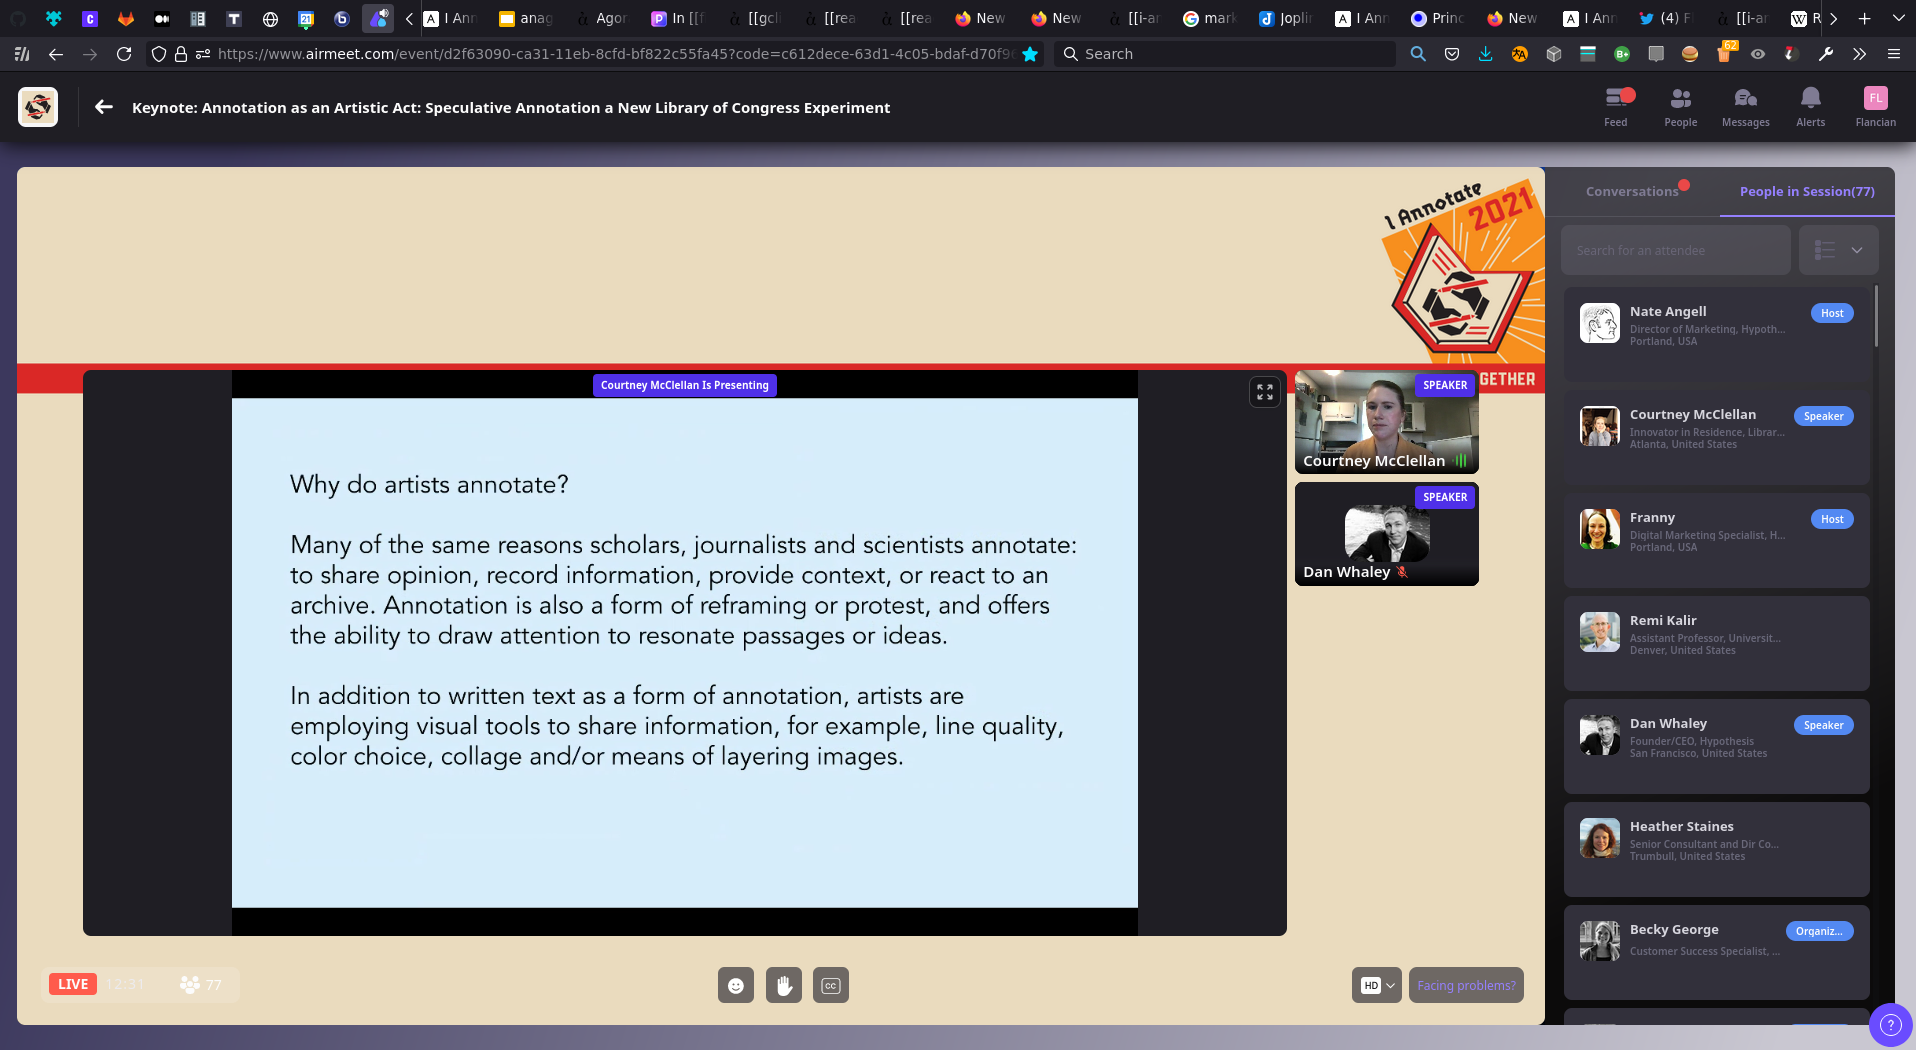 I Ann
anag
Agor
In [[f
[[gcli
[[rea
[[rea
New
New
[[i-ar
mark
Joplin
I Ann
Princ
New
I Ann
(4) F
[[i-ar
https://www.airmeet.com/event/d2f63090-ca31-11eb-8cfd-bf822c55fa45?code=c612dece-63d1-4c05-bdaf-d70f9
Search
62
Keynote: Annotation as an Artistic Act: Speculative Annotation a New Library of Congress Experiment
Feed
People
Messages
Alerts
FL
Flancian
I Annotate
2021
GETHER
Courtney McClellan Is Presenting
Why do artists annotate?
Many of the same reasons scholars, journalists and scientists annotate:
to share opinion, record information, provide context, or react to an
archive. Annotation is also a form of reframing or protest, and offers
the ability to draw attention to resonate passages or ideas.
In addition to written text as a form of annotation, artists are
employing visual tools to share information, for example, line quality,
color choice, collage and/or means of layering images.
SPEAKER
Courtney McClellan
SPEAKER
Dan Whaley
LIVE
12:31
77
CC
HD
Facing problems?
Conversations
People in Session(77)
Search for an attendee
Nate Angell
Host
Director of Marketing, Hypoth...
Portland, USA
Courtney McClellan
Speaker
Innovator in Residence, Librar...
Atlanta, United States
Franny
Host
Digital Marketing Specialist, H...
Portland, USA
Remi Kalir
Assistant Professor, Universit...
Denver, United States
Dan Whaley
Speaker
Founder/CEO, Hypothesis
San Francisco, United States
Heather Staines
Senior Consultant and Dir Co...
Trumbull, United States
Becky George
Organiz...
Customer Success Specialist, ...